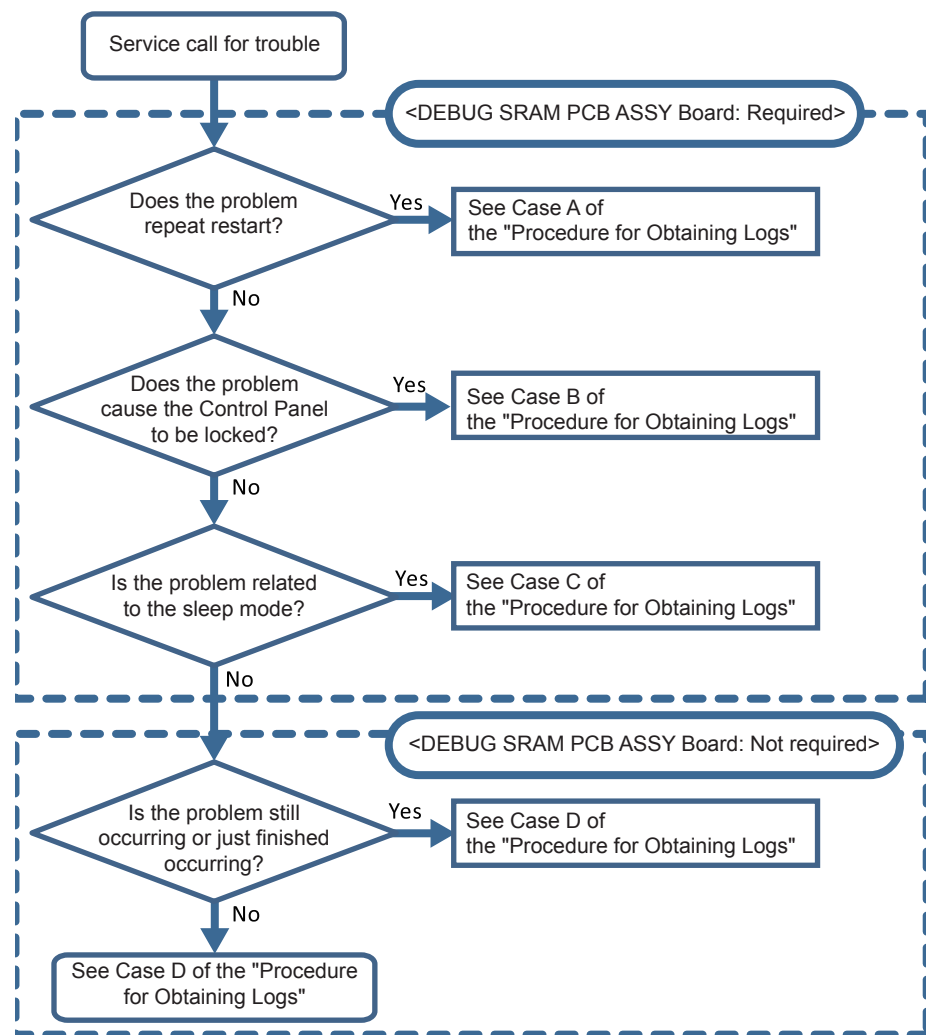 Service call for trouble
<DEBUG SRAM PCB ASSY Board: Required>
Does the problem
repeat restart?
Yes
See Case A of
the "Procedure for Obtaining Logs"
No
Does the problem
cause the Control Panel
to be locked?
Yes
See Case B of
the "Procedure for Obtaining Logs"
No
Is the problem related
to the sleep mode?
Yes
See Case C of
the "Procedure for Obtaining Logs"
No
<DEBUG SRAM PCB ASSY Board: Not required>
Is the problem still
occurring or just finished
occurring?
Yes
See Case D of
the "Procedure for Obtaining Logs"
No
See Case D of the "Procedure
for Obtaining Logs"